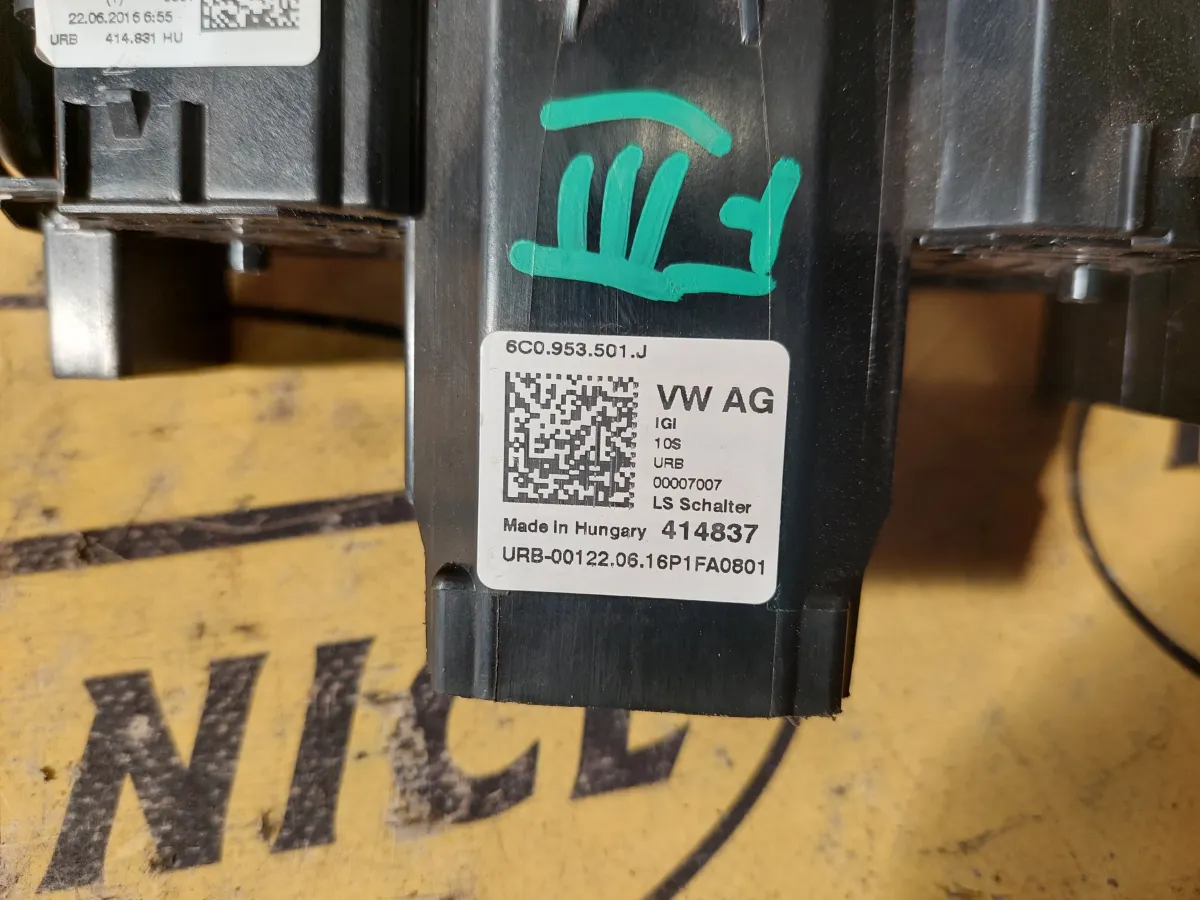 22.06.2016 6:55
URB 414.831 HU
6C0.953.501.J
VW AG
IGI
10S
URB
00007007
LS Schalter
Made in Hungary 414837
URB-00122.06.16P1FA0801
NICE